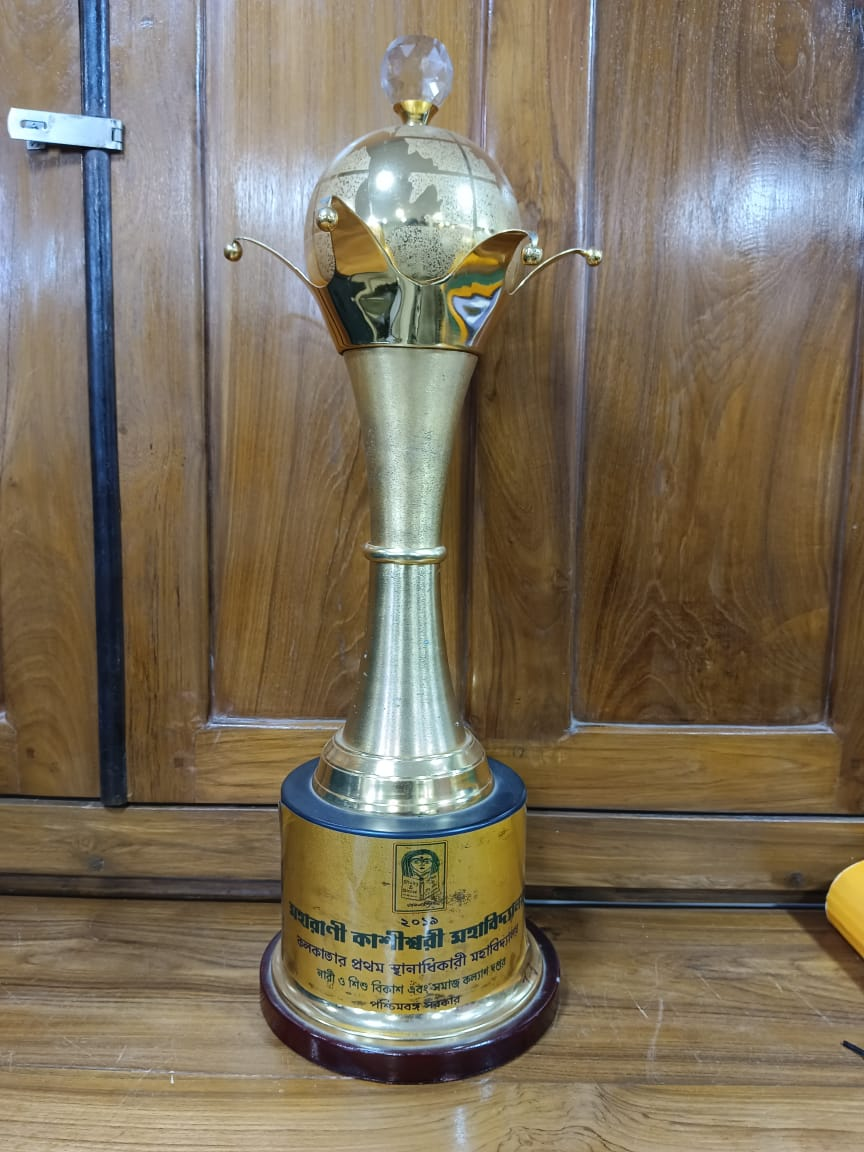 ২০১৯
মহারাণী কাশীশ্বরী মহাবিদ্যালয়
কলকাতার প্রথম স্থানাধিকারী মহাবিদ্যালয়
নারী ও শিশু বিকাশ এবং সমাজ কল্যাণ দপ্তর
পশ্চিমবঙ্গ সরকার